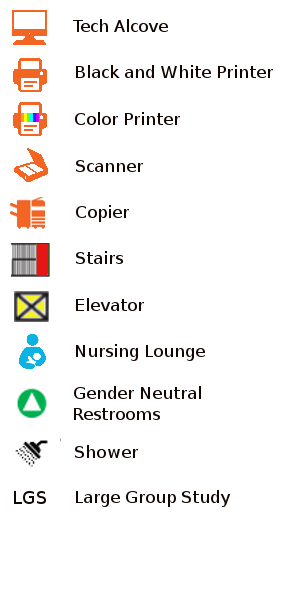 Tech Alcove
Black and White Printer
Color Printer
Scanner
Copier
Stairs
Elevator
Nursing Lounge
Gender Neutral
Restrooms
Shower
LGS Large Group Study